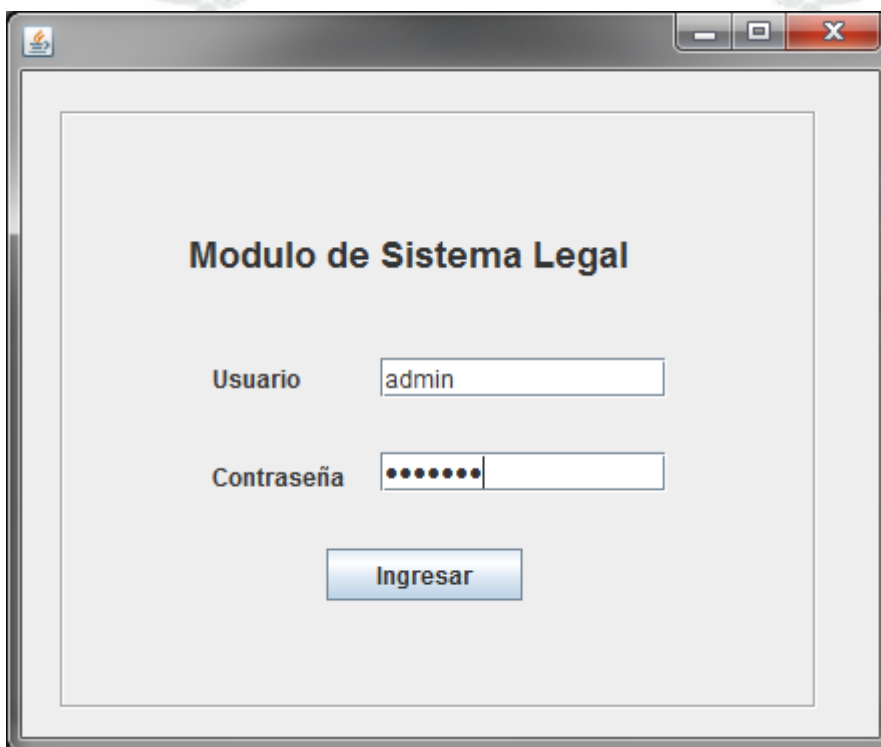 Modulo de Sistema Legal
Usuario
admin
Contraseña
•••••••
Ingresar